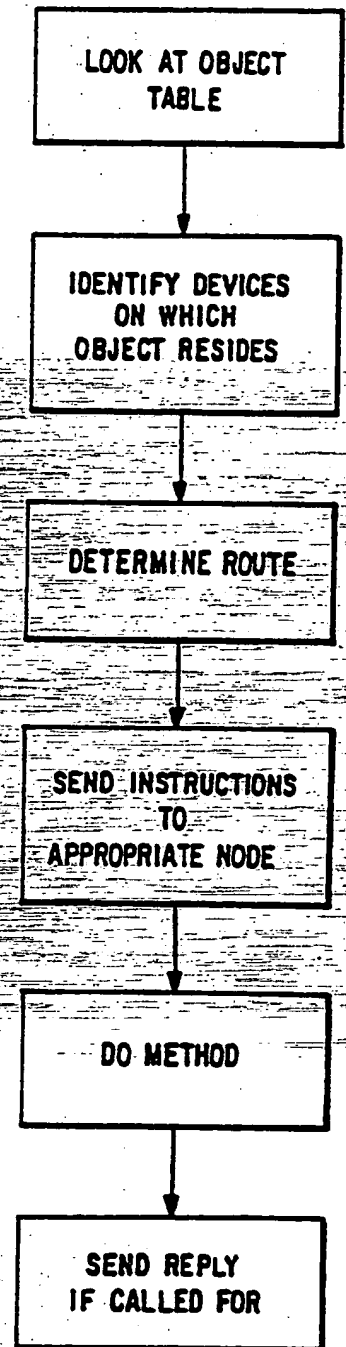 LOOK AT OBJECT
TABLE
IDENTIFY DEVICES
ON WHICH
OBJECT RESIDES
DETERMINE ROUTE
SEND INSTRUCTIONS
TO
APPROPRIATE NODE
DO METHOD
SEND REPLY
IF CALLED FOR